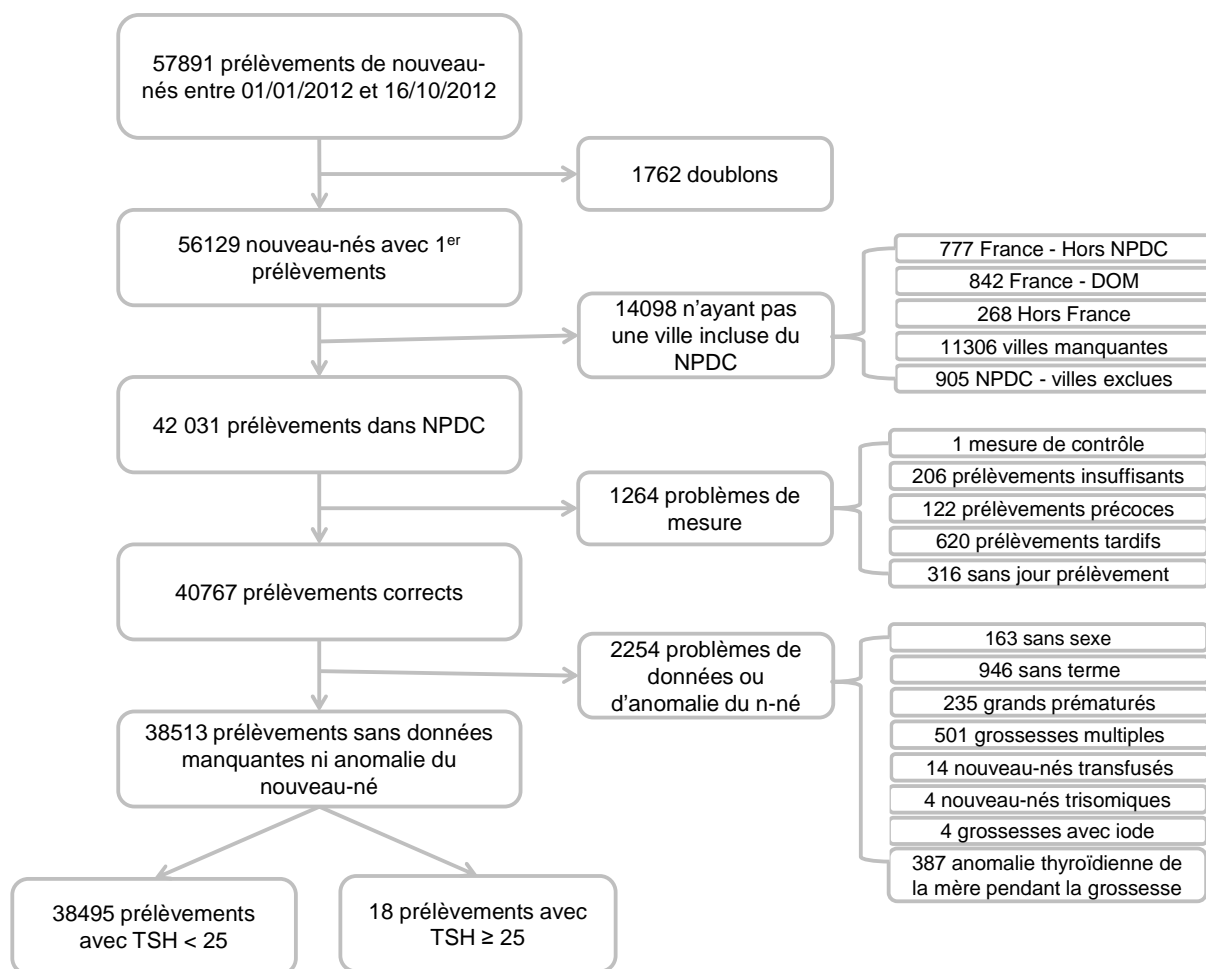 57891 prélèvements de nouveau-
nés entre 01/01/2012 et 16/10/2012
1762 doublons
56129 nouveau-nés avec 1er
prélèvements
14098 n'ayant pas
une ville incluse du
NPDC
777 France - Hors NPDC
842 France - DOM
268 Hors France
11306 villes manquantes
905 NPDC - villes exclues
42 031 prélèvements dans NPDC
1264 problèmes de
mesure
1 mesure de contrôle
206 prélèvements insuffisants
122 prélèvements précoces
620 prélèvements tardifs
316 sans jour prélèvement
40767 prélèvements corrects
2254 problèmes de
données ou
d'anomalie du n-né
163 sans sexe
946 sans terme
235 grands prématurés
501 grossesses multiples
14 nouveau-nés transfusés
4 nouveau-nés trisomiques
4 grossesses avec iode
387 anomalie thyroïdienne de
la mère pendant la grossesse
38513 prélèvements sans données
manquantes ni anomalie du
nouveau-né
38495 prélèvements
avec TSH < 25
18 prélèvements avec
TSH ≥ 25